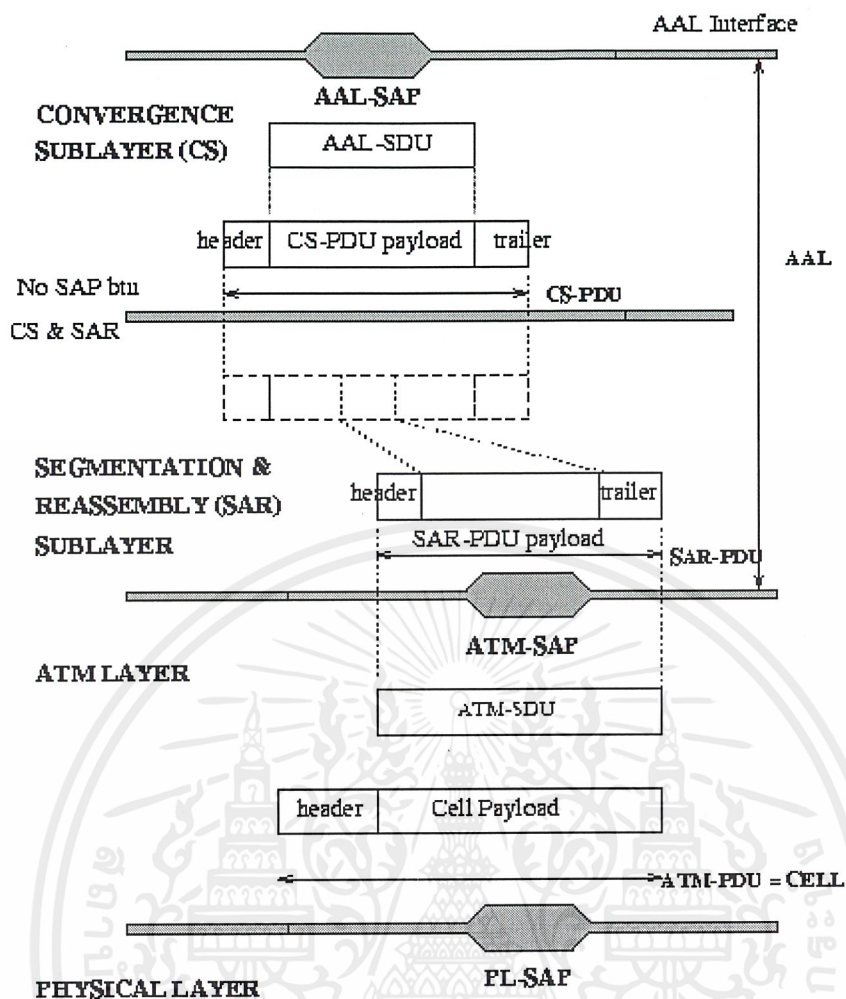 AAL Interface
AAL-SAP
CONVERGENCE
SUBLAYER (CS)
AAL-SDU
header CS-PDU payload trailer
AAL
No SAP btu
CS-PDU
CS & SAR
SEGMENTATION &
REASSEMBLY (SAR)
SUBLAYER
header trailer
SAR-PDU payload
SAR-PDU
ATM-SAP
ATM LAYER
ATM-SDU
header Cell Payload
ATM-PDU = CELL
PL-SAP
PHYSICAL LAYER